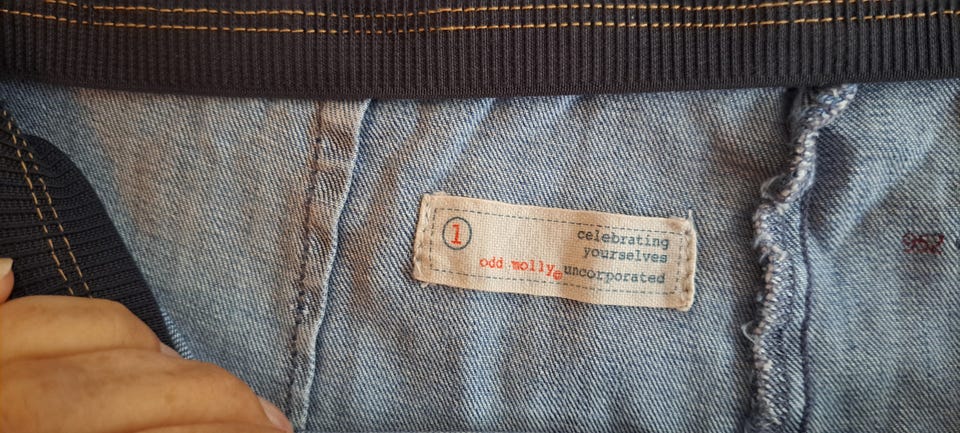 1
celebrating
yourselves
odd molly uncorporated